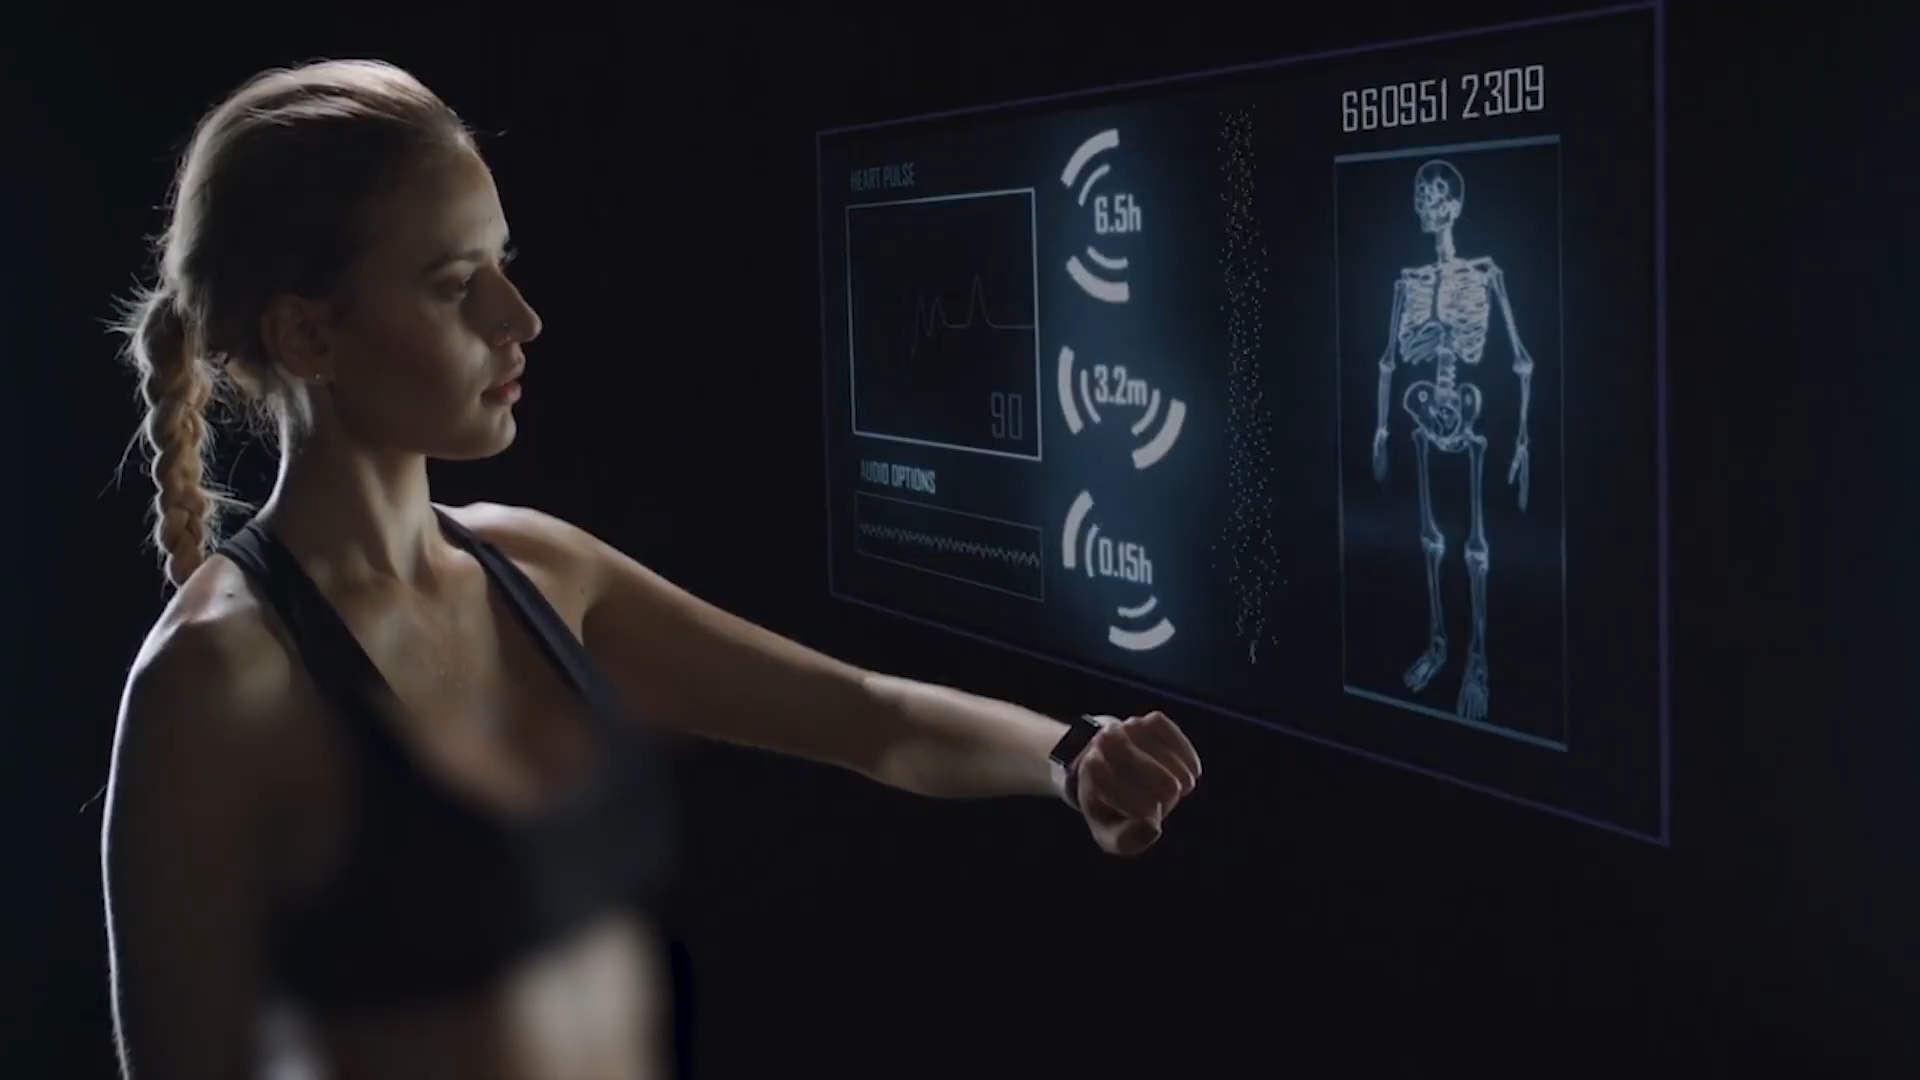 660951 2309
HEART PULSE
6.5h
3.2m
90
AUDIO OPTIONS
0.15h